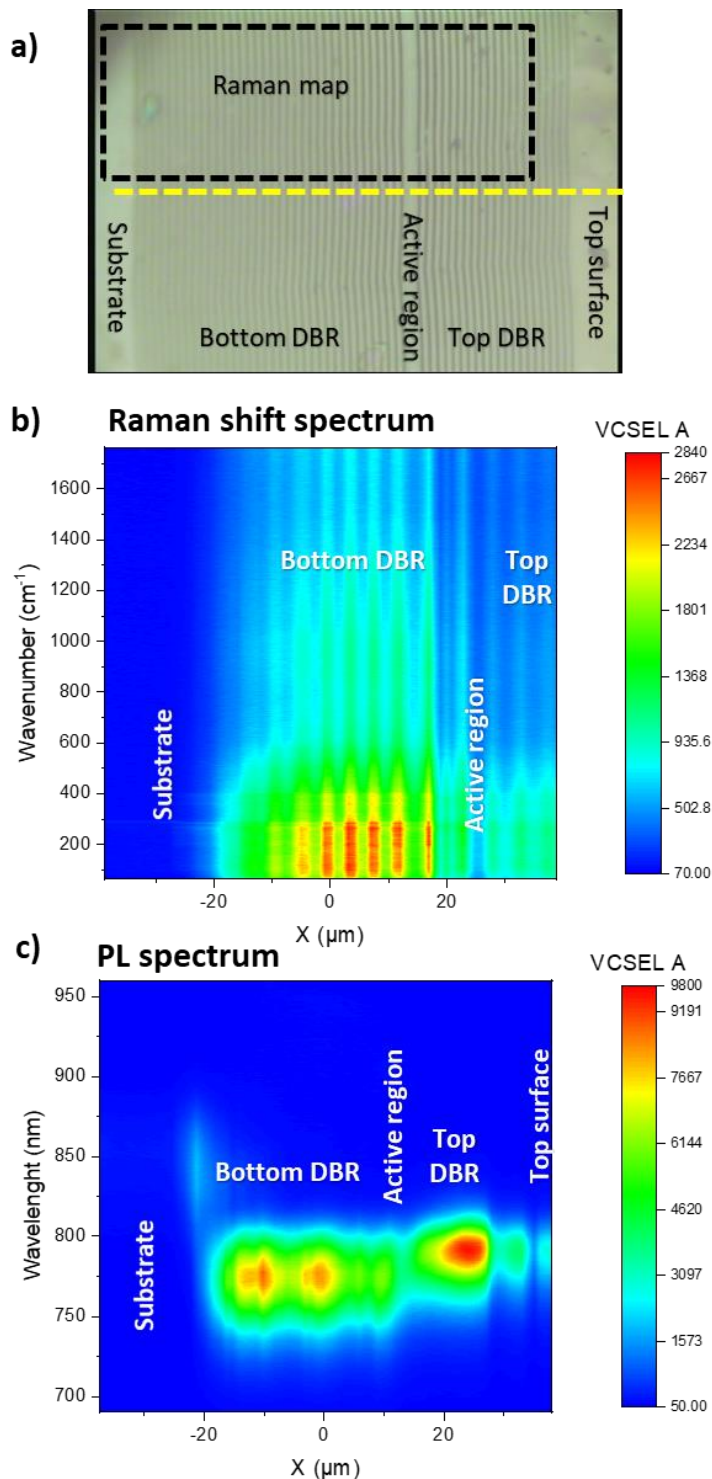 a)
Raman map
Substrate
Bottom DBR
Active region
Top DBR
Top surface
b)
Raman shift spectrum
VCSEL A
Wavenumber (cm-1)
1600
1400
1200
1000
800
600
400
200
Substrate
Bottom DBR
Active region
Top
DBR
-20
0
20
X (µm)
2840
2667
2234
1801
1368
935.6
502.8
70.00
c)
PL spectrum
VCSEL A
Wavelenght (nm)
950
900
850
800
750
700
Substrate
Bottom DBR
Active region
Top
DBR
Top surface
-20
0
20
X (µm)
9800
9191
7667
6144
4620
3097
1573
50.00